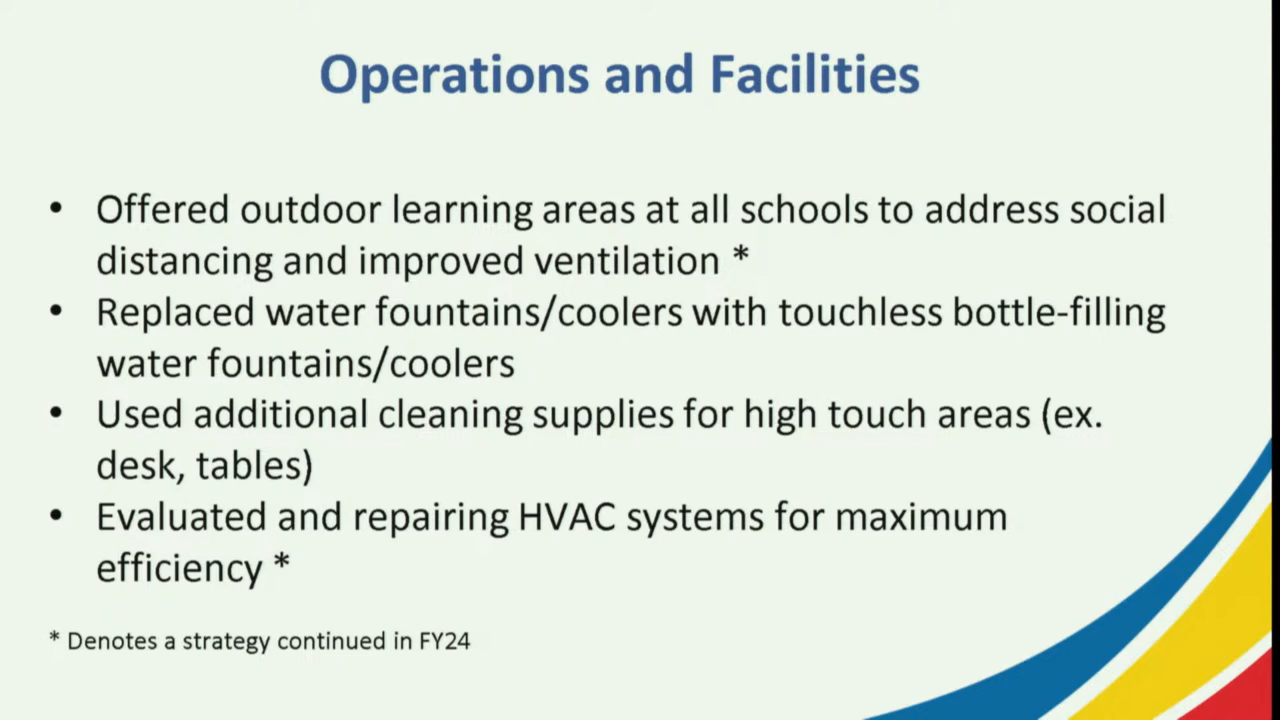 Operations and Facilities
• Offered outdoor learning areas at all schools to address social
distancing and improved ventilation *
• Replaced water fountains/coolers with touchless bottle-filling
water fountains/coolers
• Used additional cleaning supplies for high touch areas (ex.
desk, tables)
• Evaluated and repairing HVAC systems for maximum
efficiency *
* Denotes a strategy continued in FY24